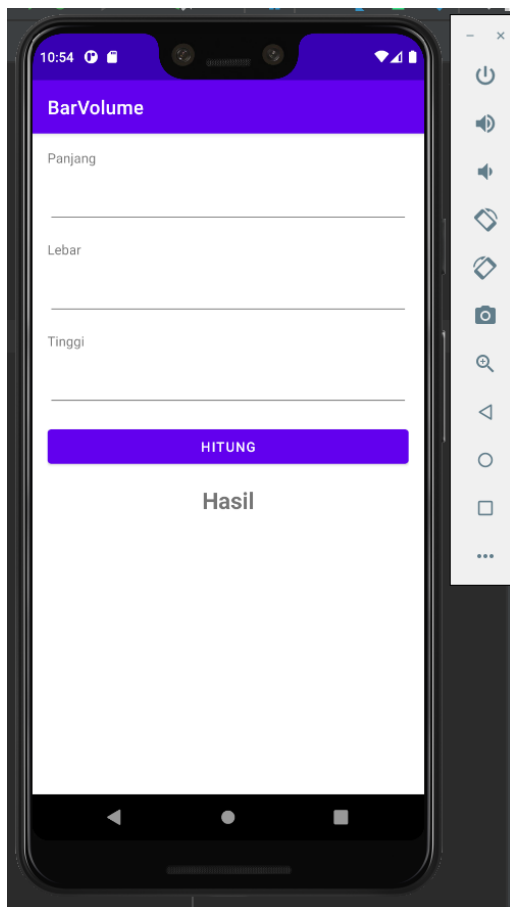 10:54
BarVolume
Panjang
Lebar
Tinggi
HITUNG
Hasil